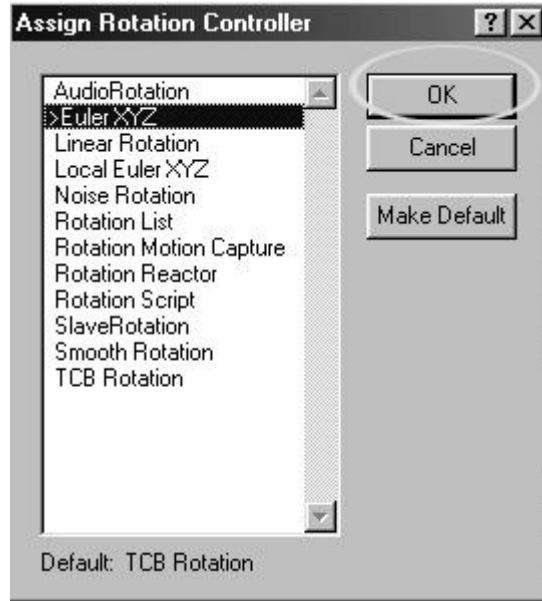 Assign Rotation Controller
AudioRotation
>Euler XYZ
Linear Rotation
Local Euler XYZ
Noise Rotation
Rotation List
Rotation Motion Capture
Rotation Reactor
Rotation Script
SlaveRotation
Smooth Rotation
TCB Rotation
OK
Cancel
Make Default
Default: TCB Rotation